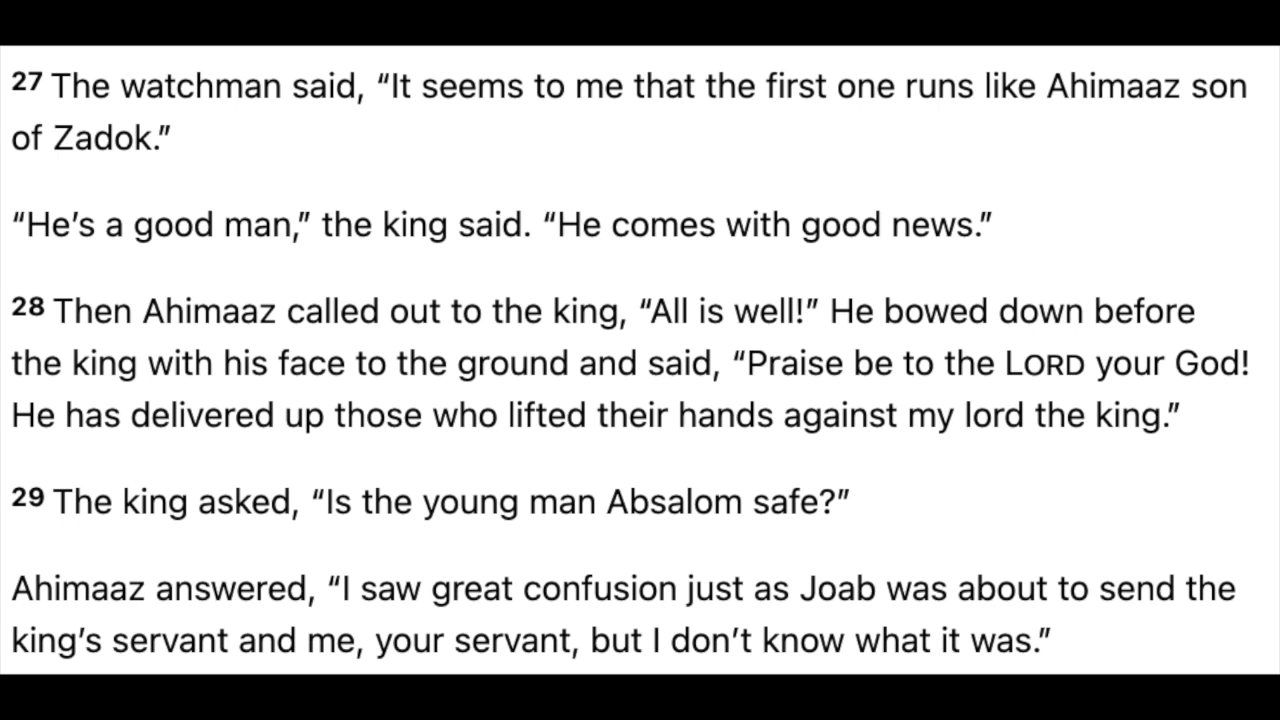 27 The watchman said, “It seems to me that the first one runs like Ahimaaz son
of Zadok.”
“He’s a good man,” the king said. “He comes with good news.”
28 Then Ahimaaz called out to the king, “All is well!” He bowed down before
the king with his face to the ground and said, “Praise be to the LORD your God!
He has delivered up those who lifted their hands against my lord the king.”
29 The king asked, “Is the young man Absalom safe?”
Ahimaaz answered, “I saw great confusion just as Joab was about to send the
king’s servant and me, your servant, but I don’t know what it was.”